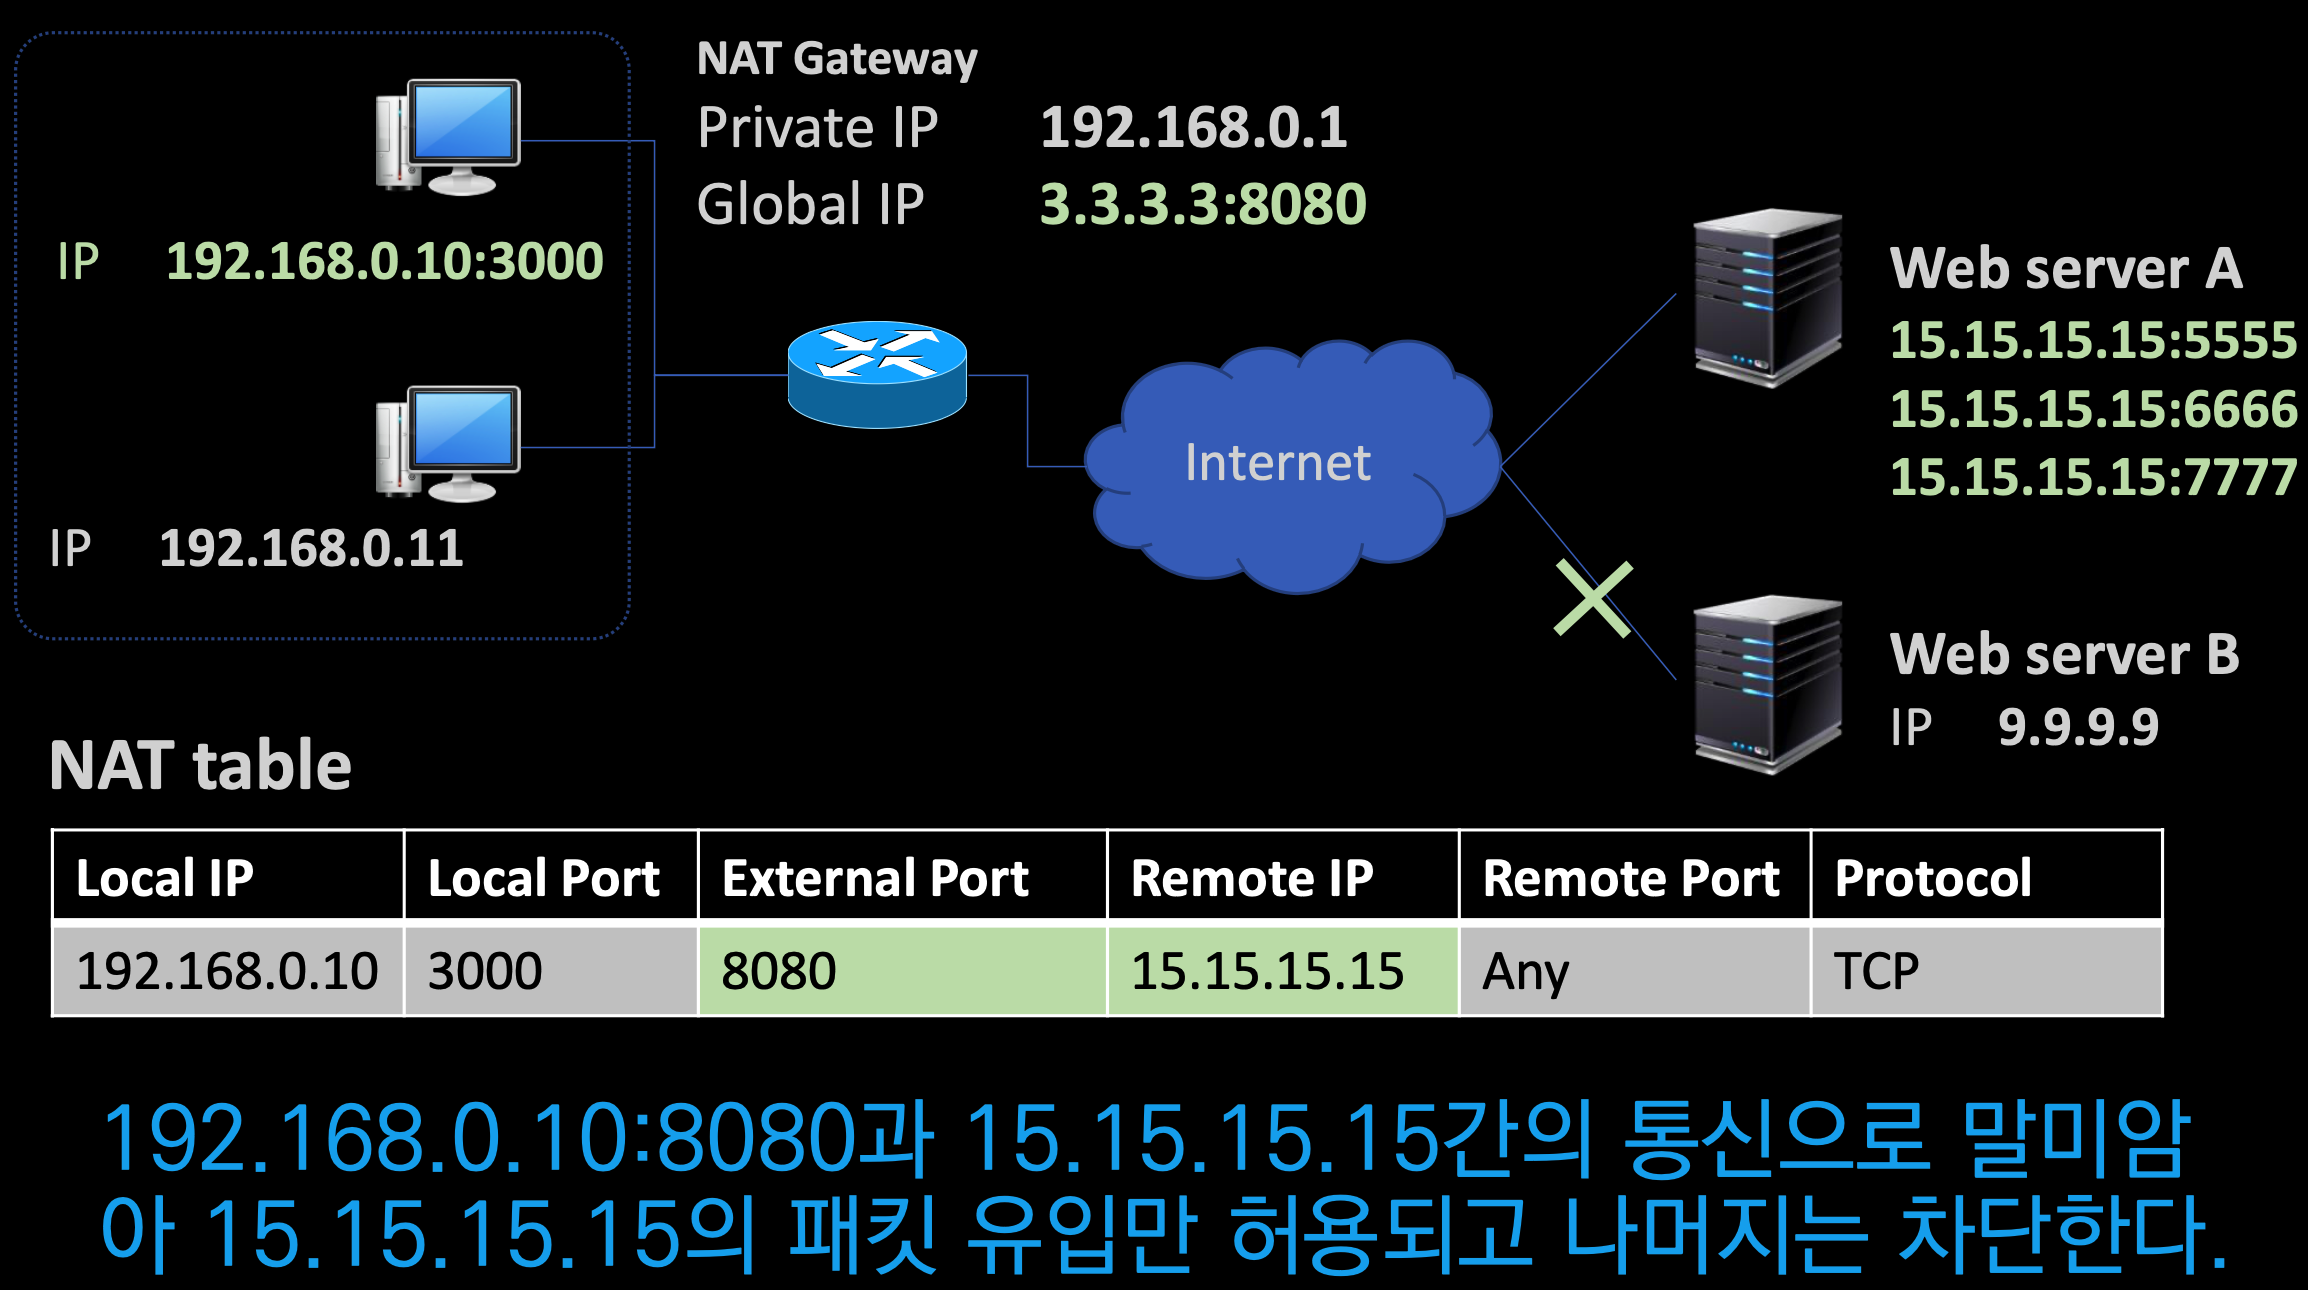 NAT Gateway
Private IP 192.168.0.1
Global IP 3.3.3.3:8080
IP 192.168.0.10:3000
IP 192.168.0.11
Internet
Web server A
15.15.15.15:5555
15.15.15.15:6666
15.15.15.15:7777
Web server B
IP 9.9.9.9
NAT table
Local IP Local Port External Port Remote IP Remote Port Protocol
192.168.0.10 3000 8080 15.15.15.15 Any TCP
192.168.0.10:8080과 15.15.15.15간의 통신으로 말미암
아 15.15.15.15의 패킷 유입만 허용되고 나머지는 차단한다.